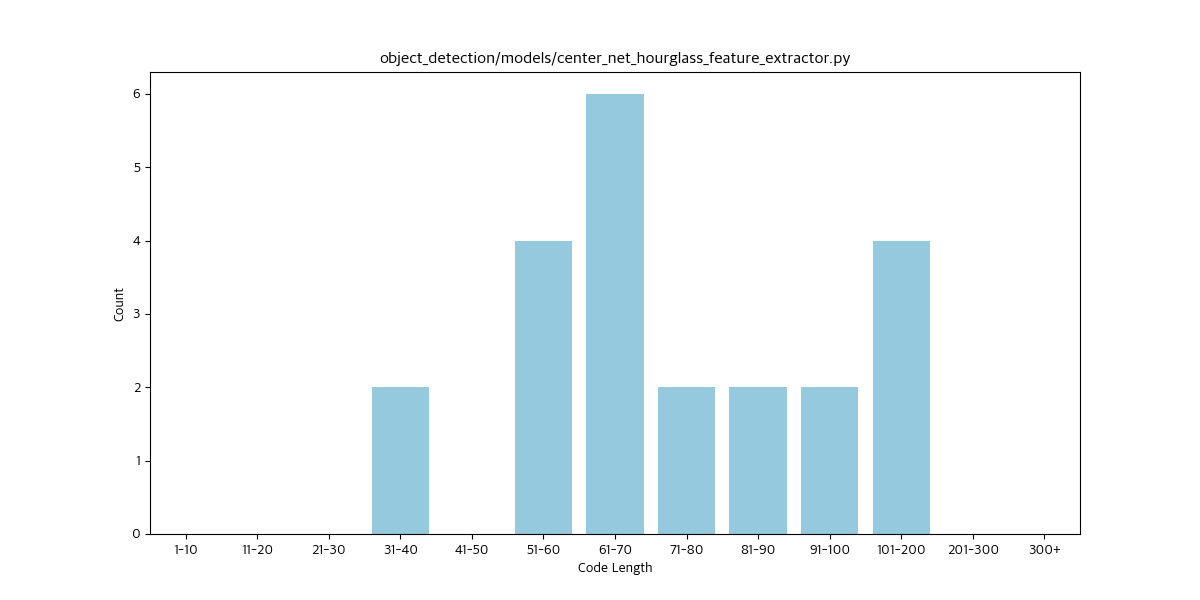 object_detection/models/center_net_hourglass_feature_extractor.py
6
5
4
3
2
1
0
Count
1-10 11-20 21-30 31-40 41-50 51-60 61-70 71-80 81-90 91-100 101-200 201-300 300+
Code Length